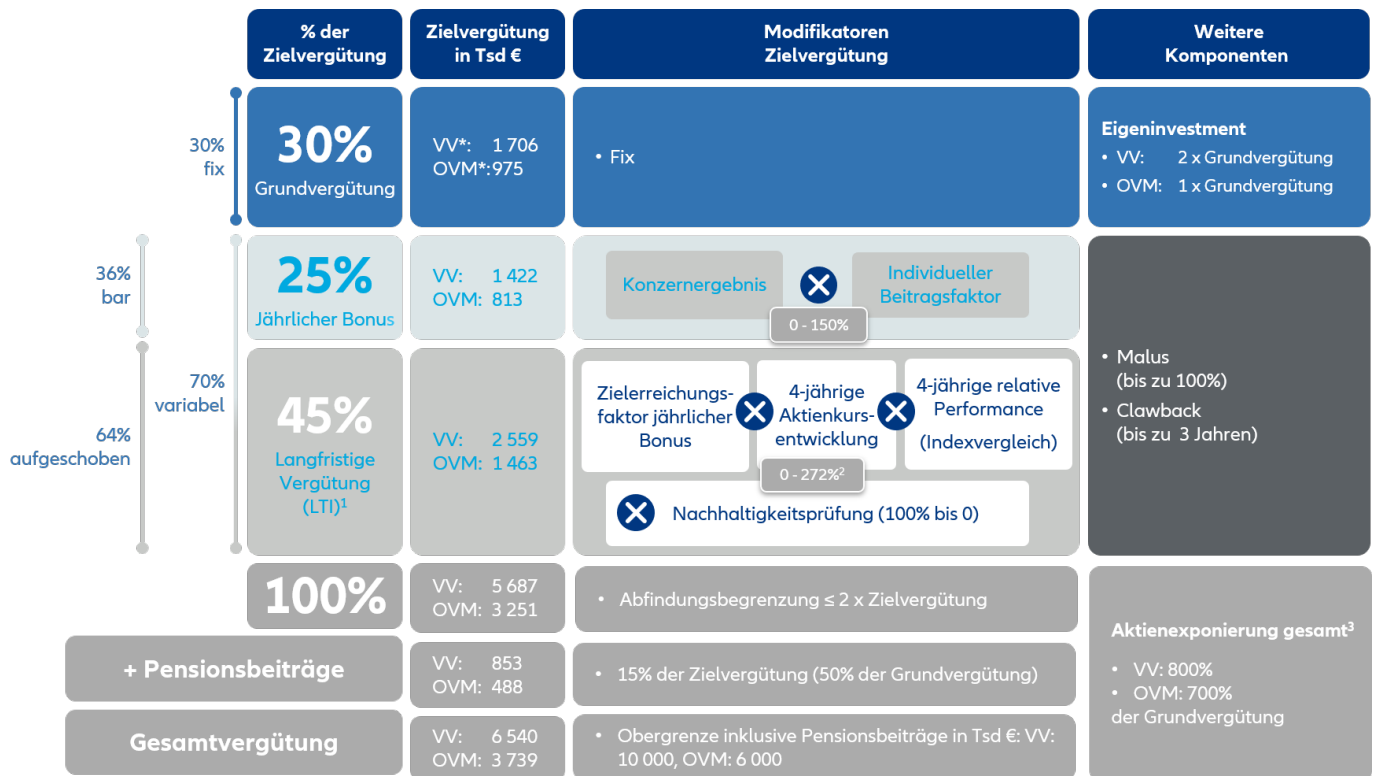 % der
Zielvergütung
Zielvergütung
in Tsd €
Modifikatoren
Zielvergütung
Weitere
Komponenten
30%
fix
30%
Grundvergütung
VV*: 1 706
OVM*:975
• Fix
Eigeninvestment
• VV: 2 x Grundvergütung
• OVM: 1 x Grundvergütung
36%
bar
70%
variabel
64%
aufgeschoben
25%
Jährlicher Bonus
VV: 1 422
OVM: 813
Konzernergebnis
Individueller
Beitragsfaktor
0 - 150%
45%
Langfristige
Vergütung
(LTI)¹
VV: 2 559
OVM: 1 463
Zielerreichungs-
faktor jährlicher
Bonus
4-jährige
Aktienkurs-
entwicklung
4-jährige relative
Performance
(Indexvergleich)
0 - 272%²
Nachhaltigkeitsprüfung (100% bis 0)
• Malus
(bis zu 100%)
• Clawback
(bis zu 3 Jahren)
100%
VV: 5 687
OVM: 3 251
• Abfindungsbegrenzung ≤ 2 x Zielvergütung
+ Pensionsbeiträge
VV: 853
OVM: 488
• 15% der Zielvergütung (50% der Grundvergütung)
Gesamtvergütung
VV: 6 540
OVM: 3 739
• Obergrenze inklusive Pensionsbeiträge in Tsd €: VV:
10 000, OVM: 6 000
Aktienexponierung gesamt³
• VV: 800%
• OVM: 700%
der Grundvergütung